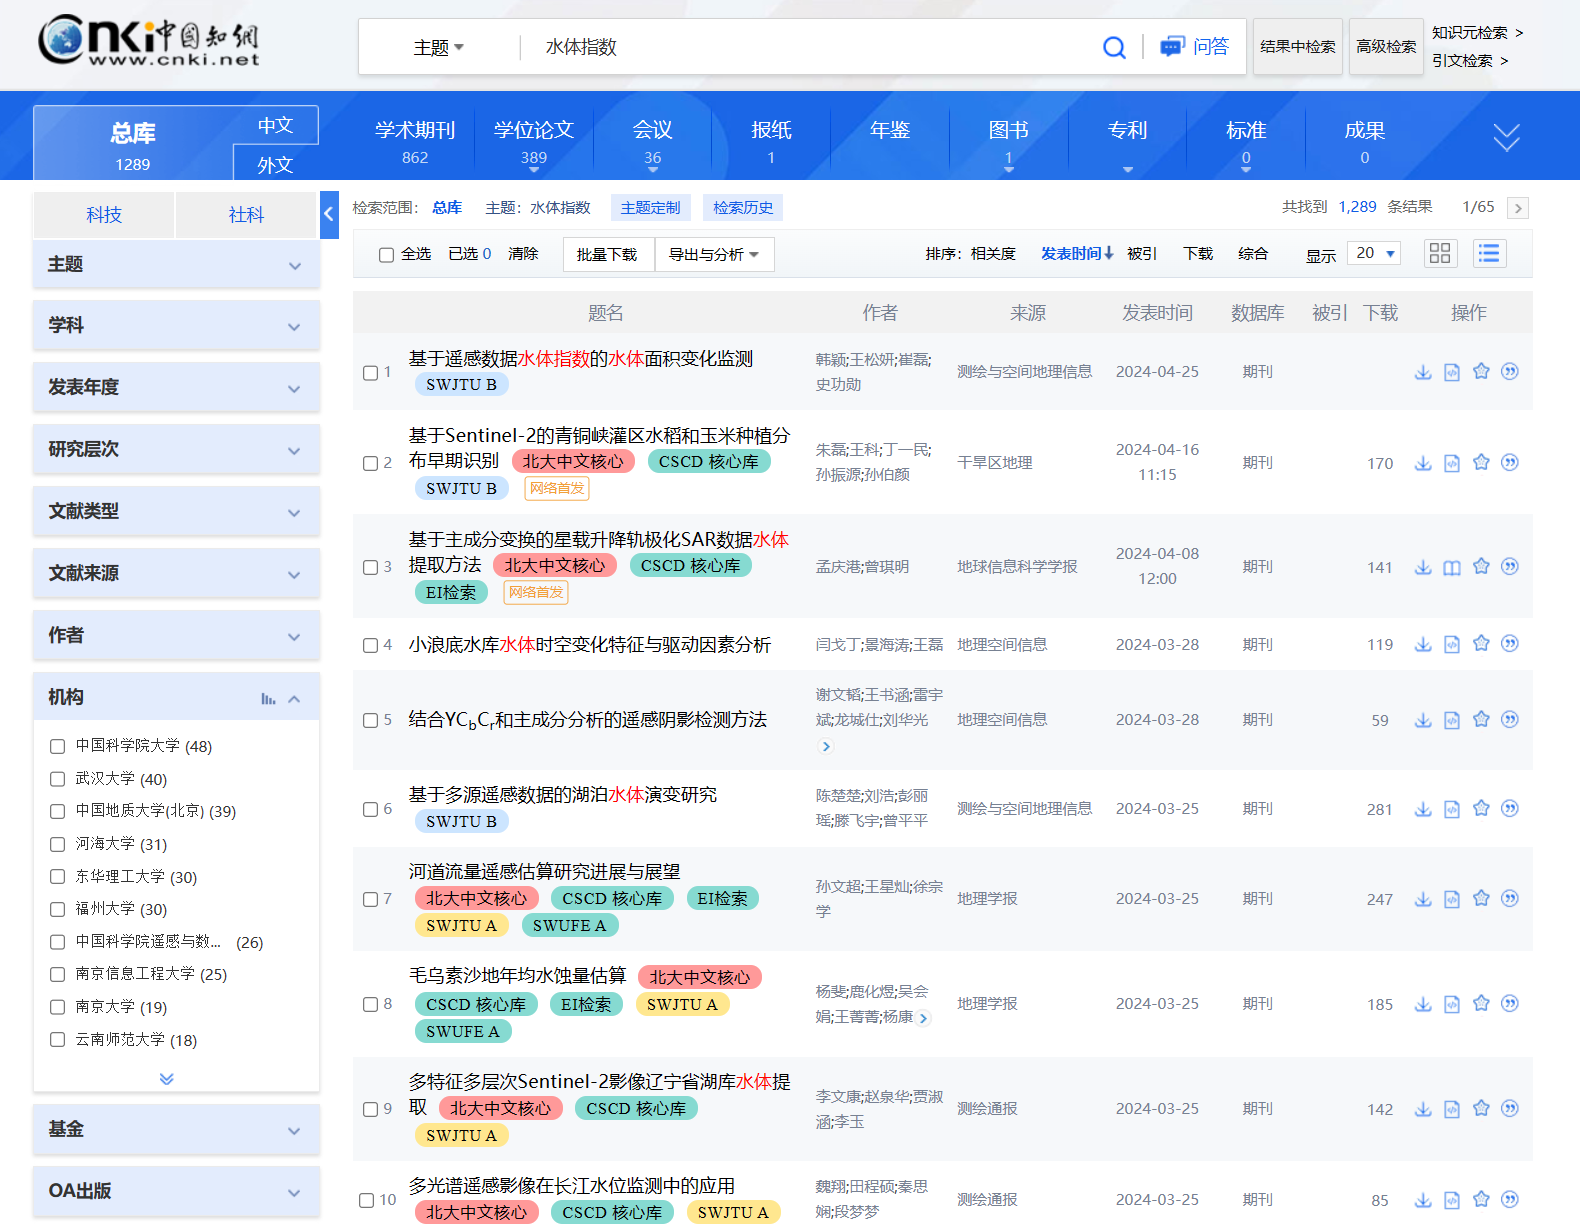 cnki中国知网
www.cnki.net
主题
水体指数
问答
结果中检索
高级检索
知识元检索 >
引文检索 >
总库
1289
中文
外文
学术期刊
862
学位论文
389
会议
36
报纸
1
年鉴
图书
1
专利
标准
0
成果
0
科技
社科
主题
学科
发表年度
研究层次
文献类型
文献来源
作者
机构
中国科学院大学 (48)
武汉大学 (40)
中国地质大学(北京) (39)
河海大学 (31)
东华理工大学 (30)
福州大学 (30)
中国科学院遥感与数... (26)
南京信息工程大学 (25)
南京大学 (19)
云南师范大学 (18)
基金
OA出版
检索范围: 总库 主题: 水体指数 主题定制 检索历史
共找到 1,289 条结果 1/65 >
全选 已选 0 清除 批量下载 导出与分析
排序: 相关度 发表时间↓ 被引 下载 综合 显示 20
题名 作者 来源 发表时间 数据库 被引 下载 操作
1 基于遥感数据水体指数的水体面积变化监测
SWJTU B
韩颖;王松妍;崔磊;
史功勋
测绘与空间地理信息 2024-04-25 期刊
2 基于Sentinel-2的青铜峡灌区水稻和玉米种植分
布早期识别 北大中文核心 CSCD 核心库
SWJTU B 网络首发
朱磊;王科;丁一民;
孙振源;孙伯颜
干旱区地理
2024-04-16
11:15
期刊 170
3 基于主成分变换的星载升降轨极化SAR数据水体
提取方法 北大中文核心 CSCD 核心库
EI检索 网络首发
孟庆港;曾琪明 地球信息科学学报
2024-04-08
12:00
期刊 141
4 小浪底水库水体时空变化特征与驱动因素分析 闫戈丁;景海涛;王磊 地理空间信息 2024-03-28 期刊 119
5 结合YCbCr和主成分分析的遥感阴影检测方法
谢文韬;王书涵;雷宇
斌;龙城仕;刘华光
地理空间信息 2024-03-28 期刊 59
6 基于多源遥感数据的湖泊水体演变研究
SWJTU B
陈楚楚;刘浩;彭丽
瑶;滕飞宇;曾平平
测绘与空间地理信息 2024-03-25 期刊 281
7 河道流量遥感估算研究进展与展望
北大中文核心 CSCD 核心库 EI检索
SWJTU A SWUFE A
孙文超;王星灿;徐宗
学
地理学报 2024-03-25 期刊 247
8 毛乌素沙地年均水蚀量估算 北大中文核心
CSCD 核心库 EI检索 SWJTU A
SWUFE A
杨斐;鹿化煜;吴会
娟;王菁菁;杨康
地理学报 2024-03-25 期刊 185
9 多特征多层次Sentinel-2影像辽宁省湖库水体提
取 北大中文核心 CSCD 核心库
SWJTU A
李文康;赵泉华;贾淑
涵;李玉
测绘通报 2024-03-25 期刊 142
10 多光谱遥感影像在长江水位监测中的应用
北大中文核心 CSCD 核心库 SWJTU A
魏翔;田程硕;秦思
娴;段梦梦
测绘通报 2024-03-25 期刊 85